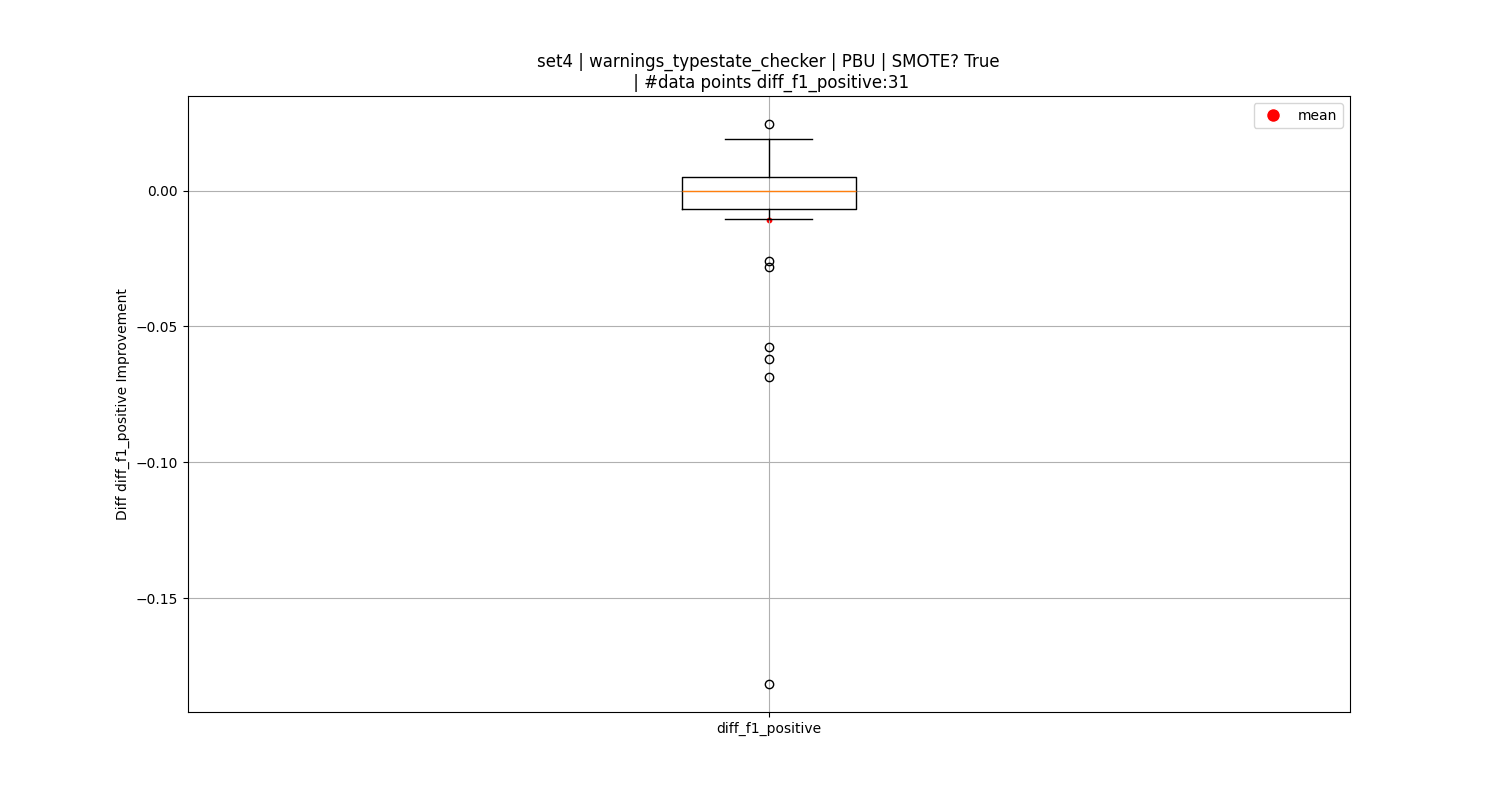 set4 | warnings_typestate_checker | PBU | SMOTE? True
| #data points diff_f1_positive:31
mean
0.00
−0.05
−0.10
−0.15
Diff diff_f1_positive Improvement
diff_f1_positive